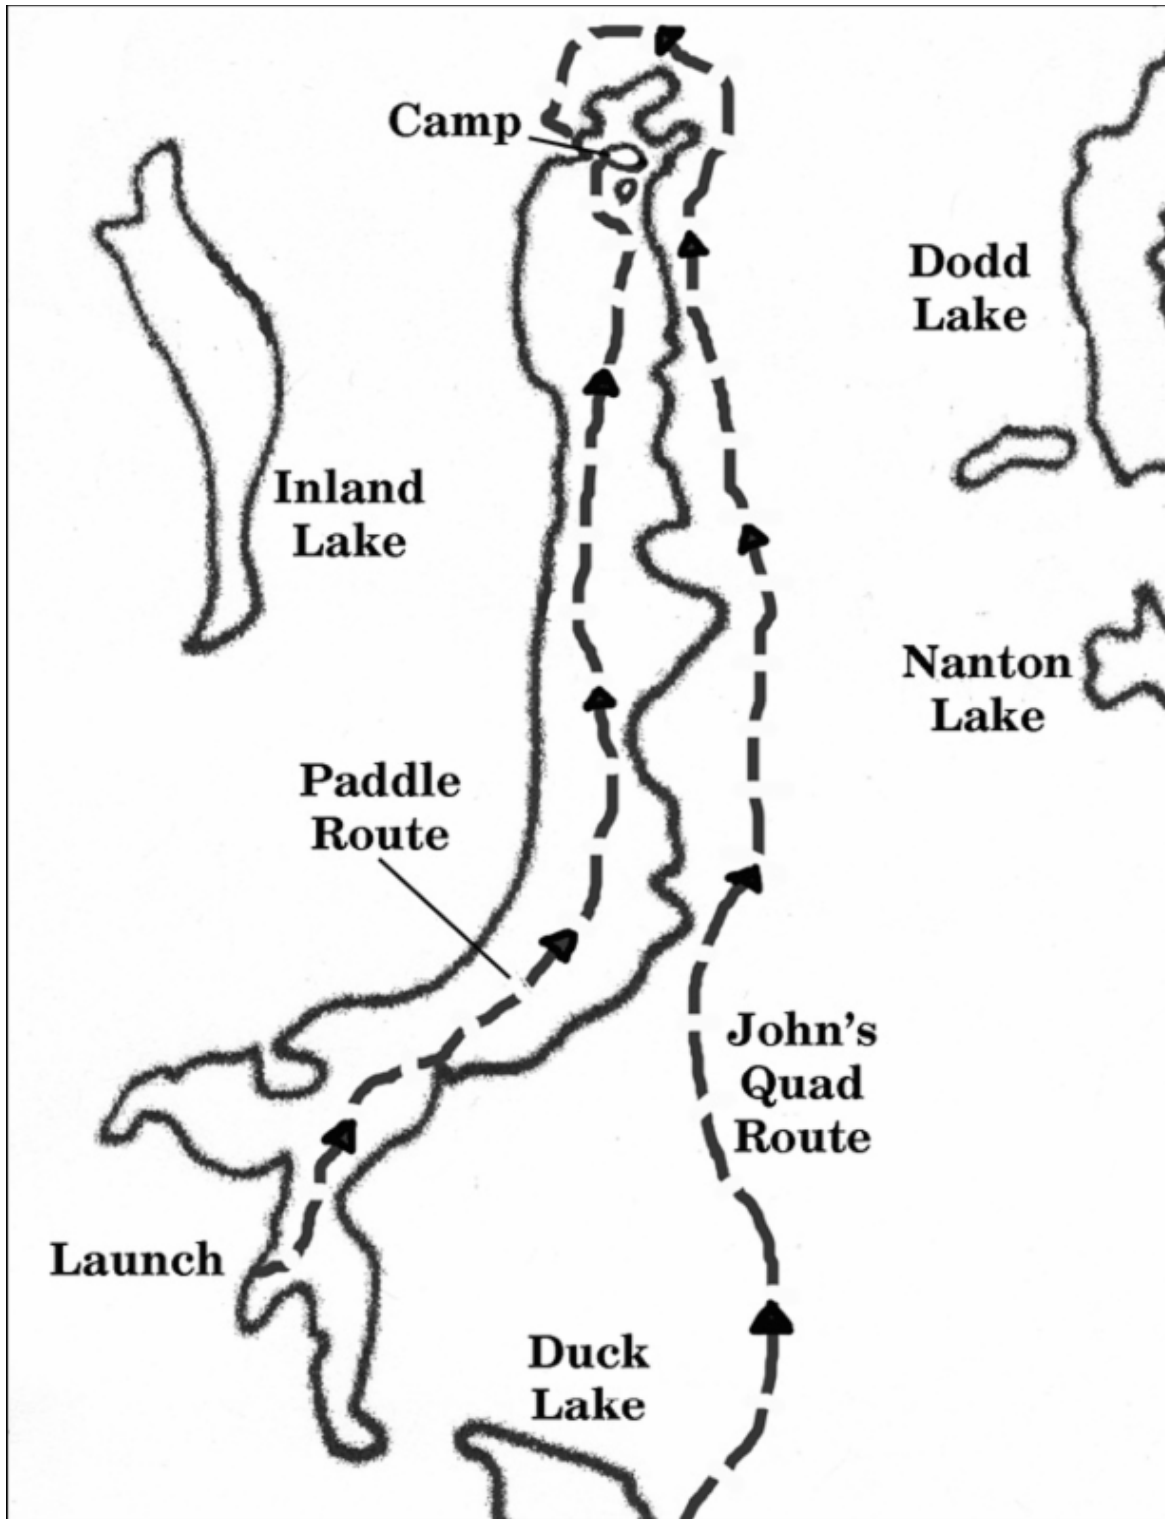 Camp
Dodd
Lake
Inland
Lake
Nanton
Lake
Paddle
Route
John's
Quad
Route
Launch
Duck
Lake